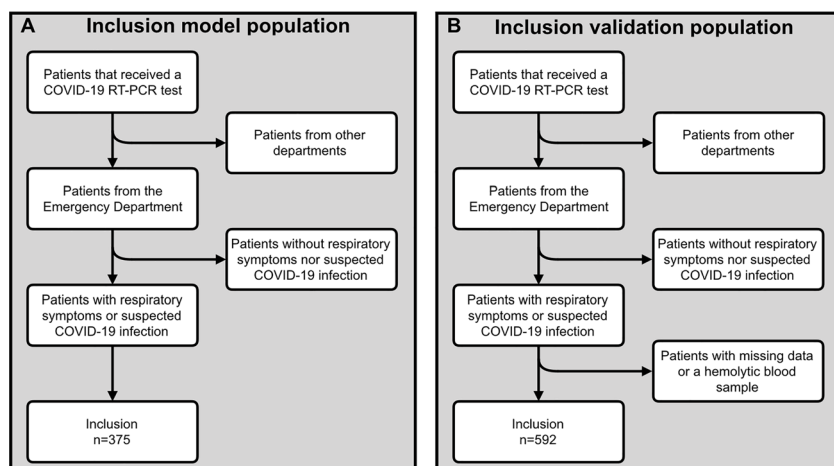 A Inclusion model population
Patients that received a
COVID-19 RT-PCR test
Patients from other
departments
Patients from the
Emergency Department
Patients without respiratory
symptoms nor suspected
COVID-19 infection
Patients with respiratory
symptoms or suspected
COVID-19 infection
Inclusion
n=375
B Inclusion validation population
Patients that received a
COVID-19 RT-PCR test
Patients from other
departments
Patients from the
Emergency Department
Patients without respiratory
symptoms nor suspected
COVID-19 infection
Patients with respiratory
symptoms or suspected
COVID-19 infection
Patients with missing data
or a hemolytic blood
sample
Inclusion
n=592